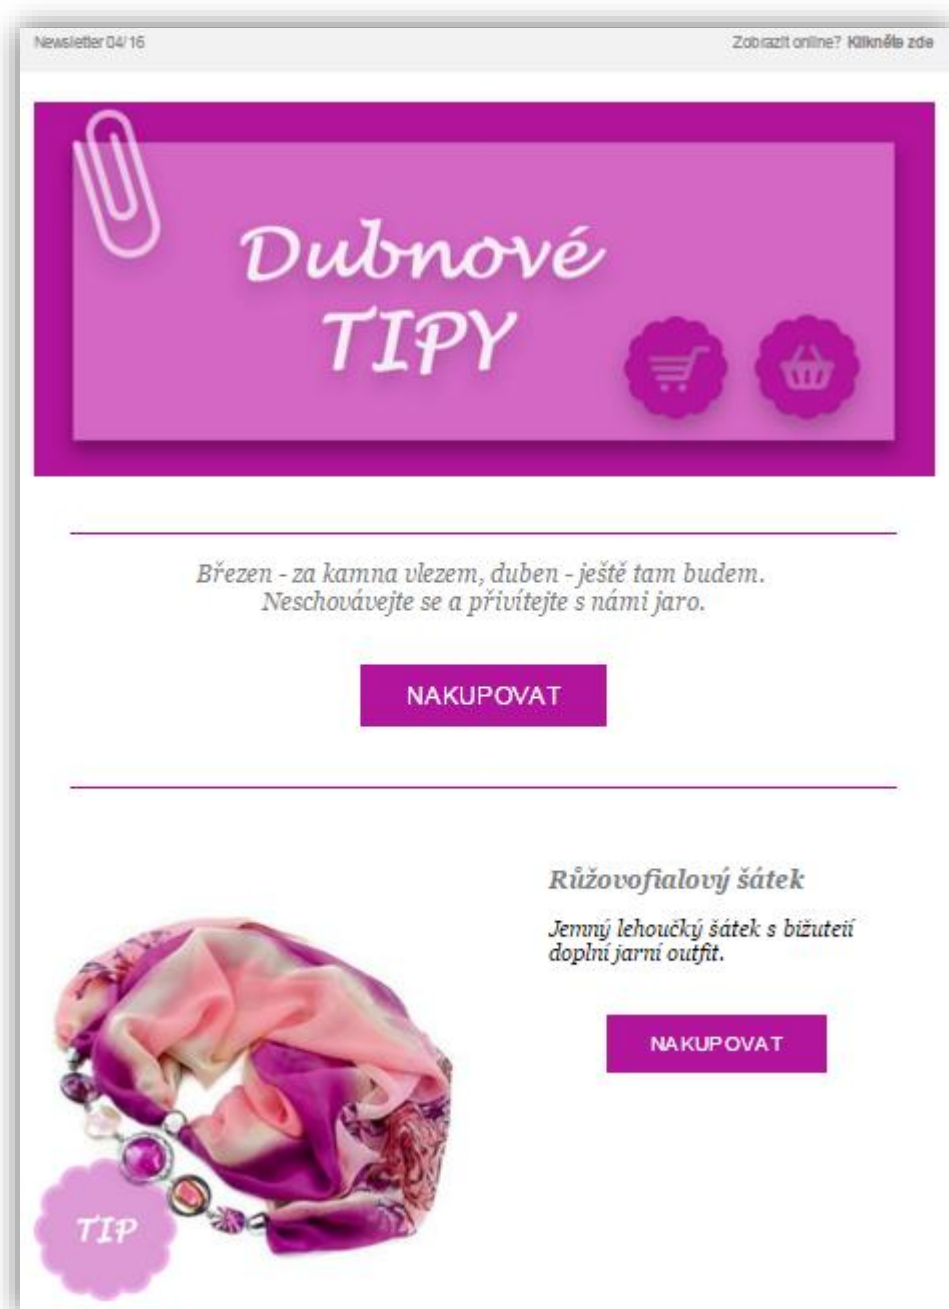 Newsletter 04/16
Zobrazit online? Klikněte zde
Dubnové
TIPY
Březen - za kamna vlezem, duben - ještě tam budem.
Neschovávejte se a přivítejte s námi jaro.
NAKUPOVAT
Růžovofialový šátek
Jemný lehoučký šátek s bižuteií
doplní jarní outfit.
NAKUPOVAT
TIP